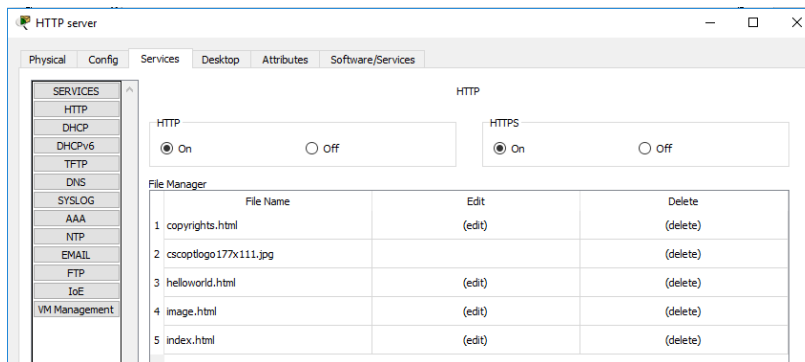 HTTP server
Physical Config Services Desktop Attributes Software/Services
SERVICES
HTTP
DHCP
DHCPv6
TFTP
DNS
SYSLOG
AAA
NTP
EMAIL
FTP
IoE
VM Management
HTTP
HTTP
On Off
HTTPS
On Off
File Manager
File Name Edit Delete
1 copyrights.html (edit) (delete)
2 cscoptlogo177x111.jpg (delete)
3 helloworld.html (edit) (delete)
4 image.html (edit) (delete)
5 index.html (edit) (delete)